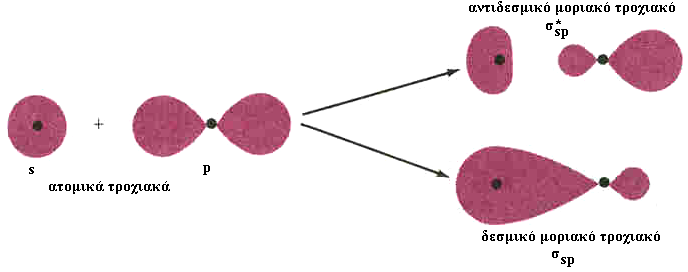 αντιδεσμικό μοριακό τροχιακό
σ*sp
+
s
p
ατομικά τροχιακά
δεσμικό μοριακό τροχιακό
σsp